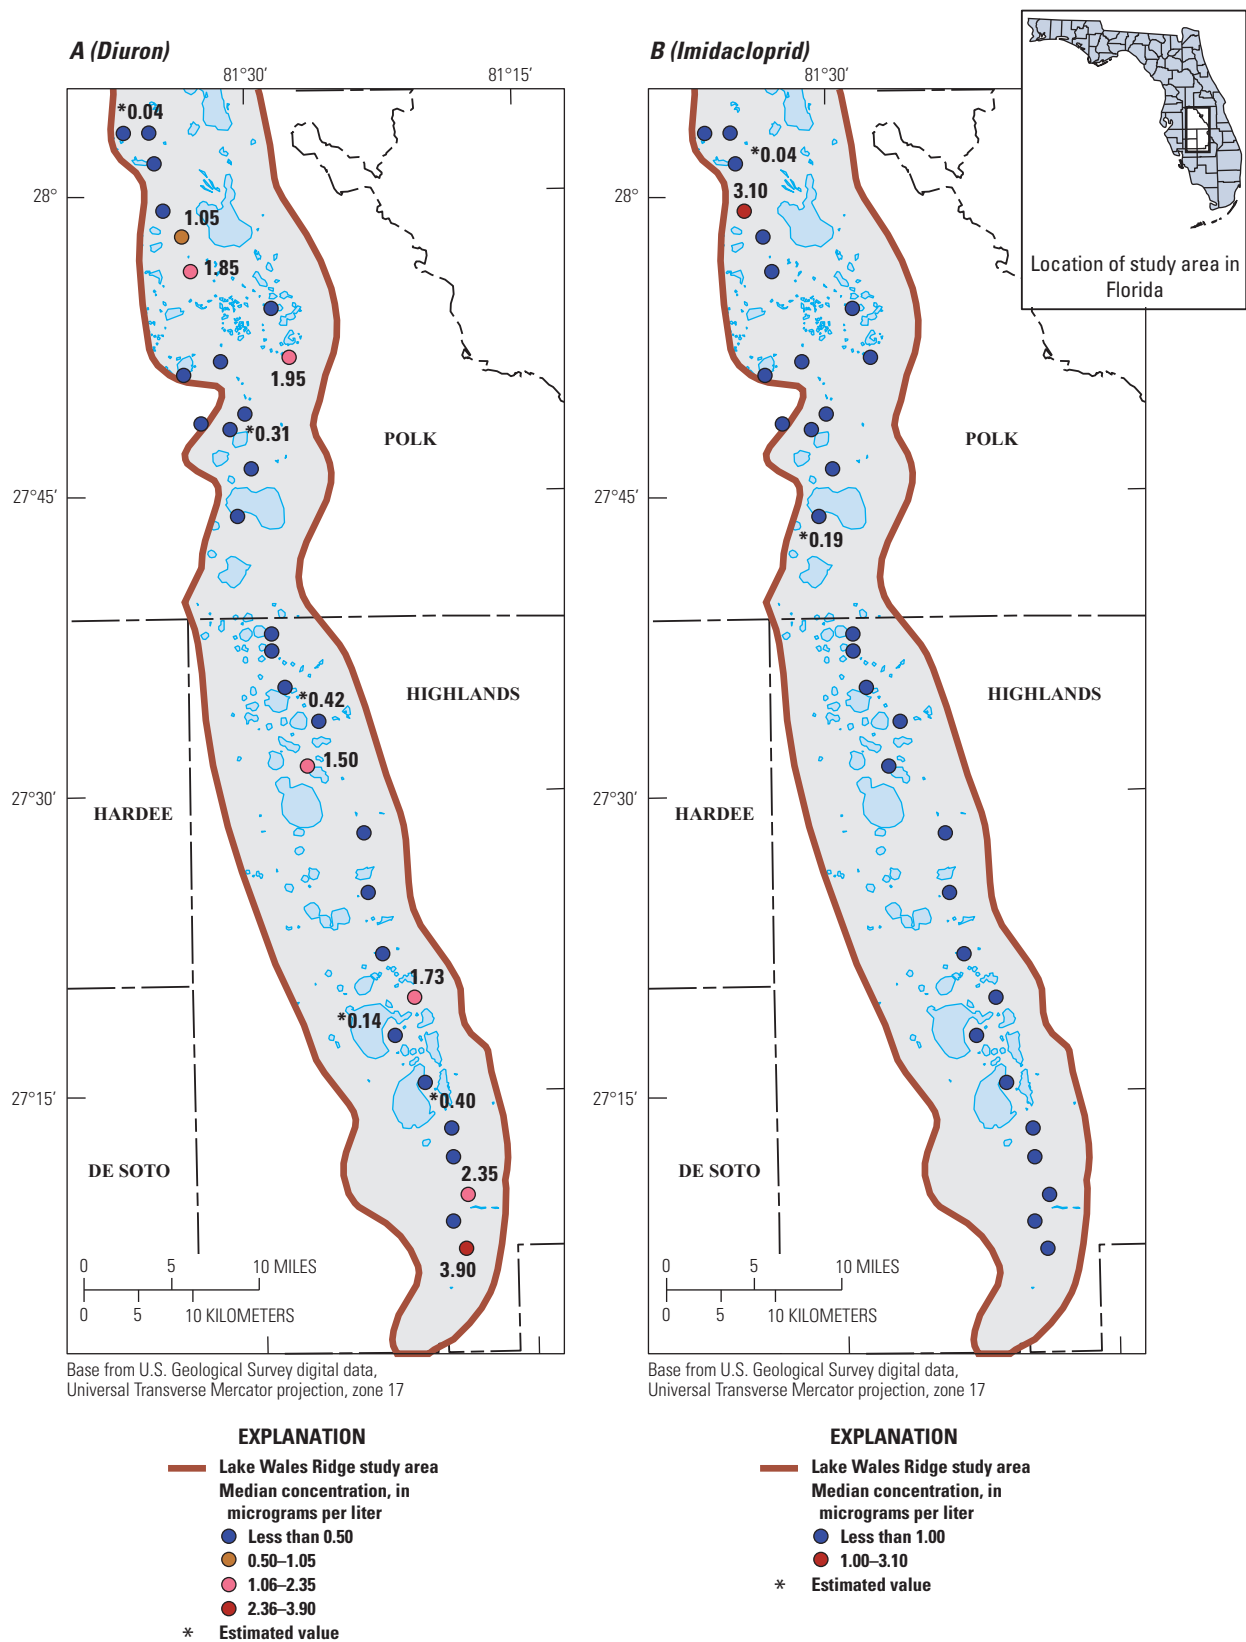 A (Diuron)
81°30′
81°15′
*0.04
28°
1.05
1.85
1.95
*0.31
POLK
27°45′
HIGHLANDS
*0.42
1.50
27°30′
HARDEE
1.73
*0.14
27°15′
*0.40
DE SOTO
2.35
3.90
0 5 10 MILES
0 5 10 KILOMETERS
Base from U.S. Geological Survey digital data,
Universal Transverse Mercator projection, zone 17
EXPLANATION
Lake Wales Ridge study area
Median concentration, in
micrograms per liter
Less than 0.50
0.50–1.05
1.06–2.35
2.36–3.90
* Estimated value
B (Imidacloprid)
81°30′
Location of study area in
Florida
*0.04
28°
3.10
POLK
27°45′
*0.19
HIGHLANDS
27°30′
HARDEE
27°15′
DE SOTO
0 5 10 MILES
0 5 10 KILOMETERS
Base from U.S. Geological Survey digital data,
Universal Transverse Mercator projection, zone 17
EXPLANATION
Lake Wales Ridge study area
Median concentration, in
micrograms per liter
Less than 1.00
1.00–3.10
* Estimated value